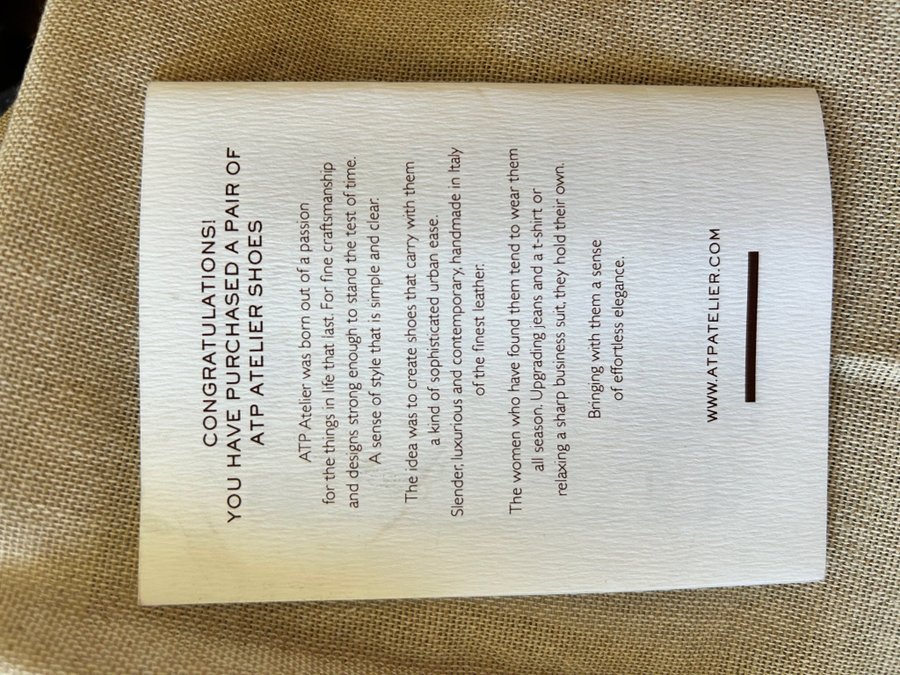 CONGRATULATIONS!
YOU HAVE PURCHASED A PAIR OF
ATP ATELIER SHOES
ATP Atelier was born out of a passion
for the things in life that last. For fine craftsmanship
and designs strong enough to stand the test of time.
A sense of style that is simple and clear.
The idea was to create shoes that carry with them
a kind of sophisticated urban ease.
Slender, luxurious and contemporary, handmade in Italy
of the finest leather.
The women who have found them tend to wear them
all season. Upgrading jeans and a t-shirt or
relaxing a sharp business suit, they hold their own.
Bringing with them a sense
of effortless elegance.
WWW.ATPATELIER.COM